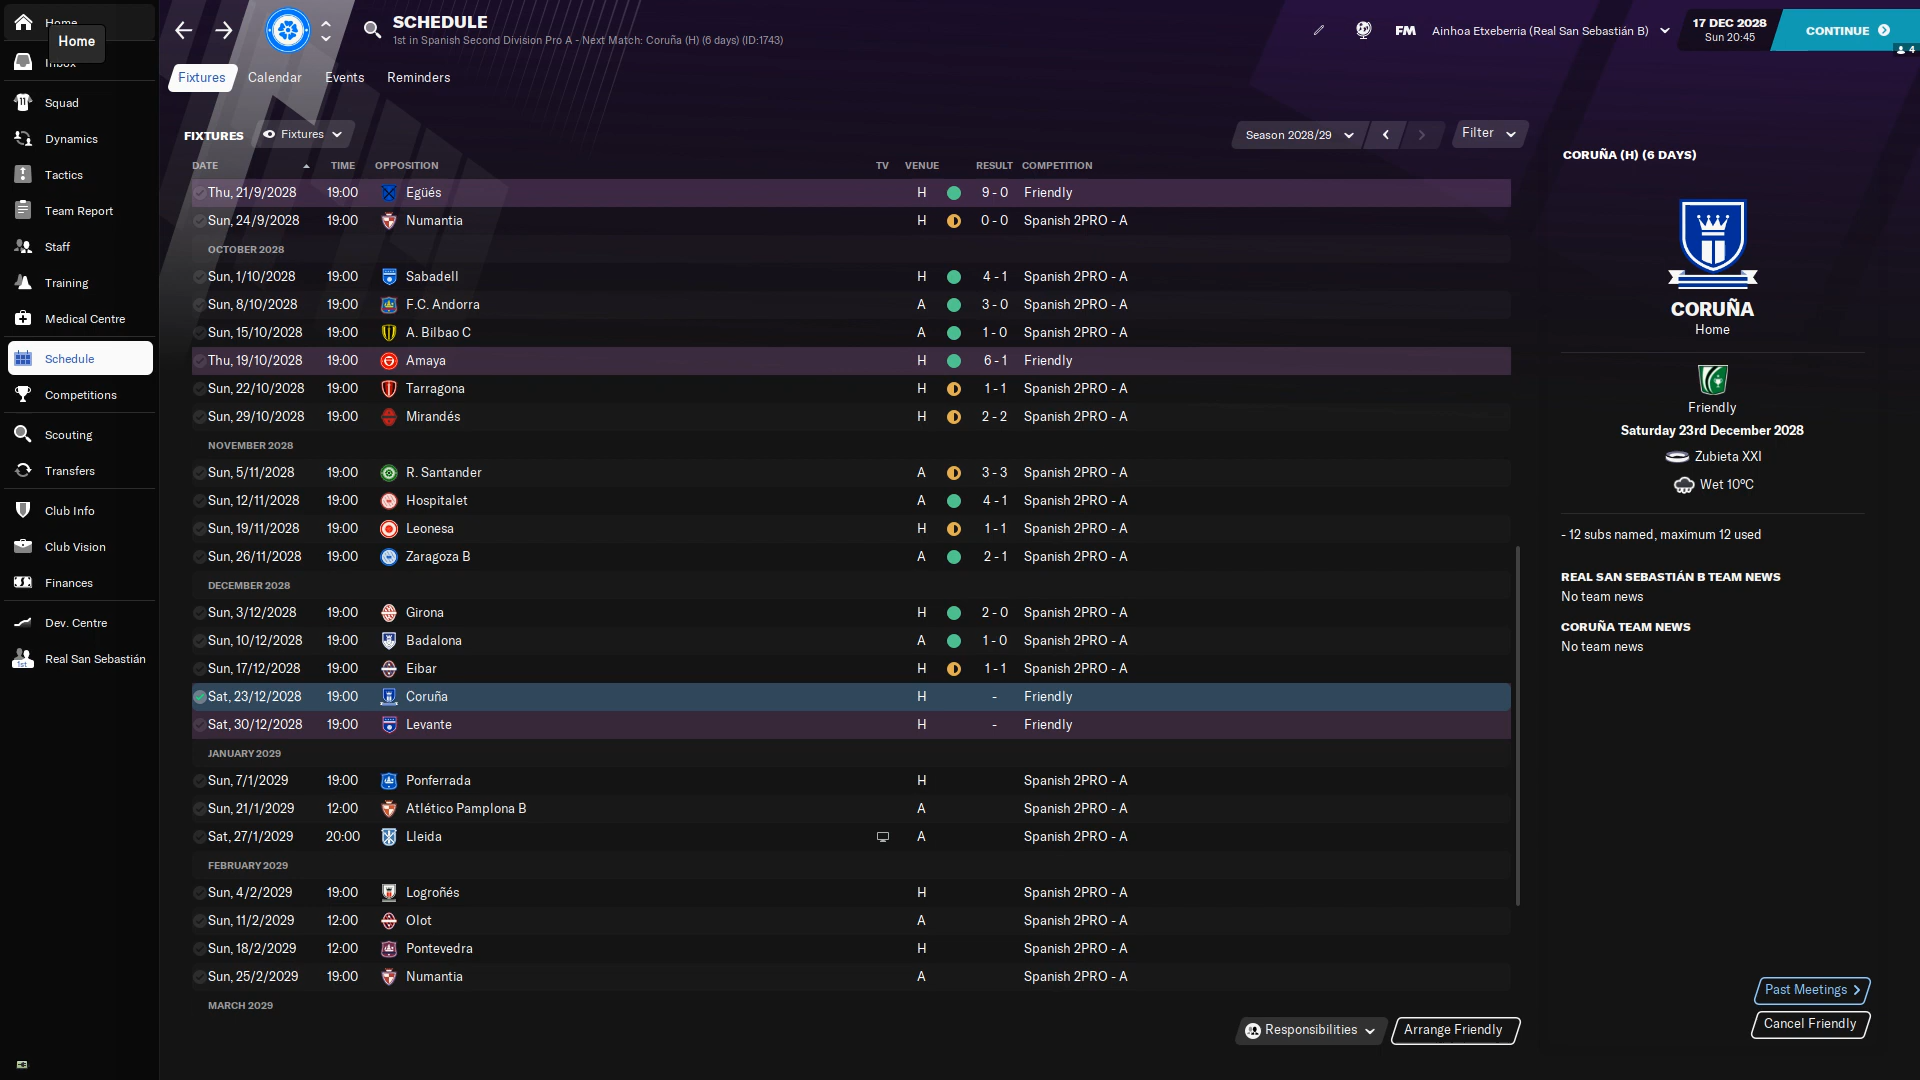 Home
Home
Inbox
Squad
Dynamics
Tactics
Team Report
Staff
Training
Medical Centre
Schedule
Competitions
Scouting
Transfers
Club Info
Club Vision
Finances
Dev. Centre
1st Real San Sebastián
SCHEDULE
1st in Spanish Second Division Pro A - Next Match: Coruña (H) (6 days) (ID:1743)
FM Ainhoa Etxeberria (Real San Sebastián B)
17 DEC 2028
Sun 20:45
CONTINUE
4
Fixtures Calendar Events Reminders
FIXTURES Fixtures Season 2028/29 Filter
DATE TIME OPPOSITION TV VENUE RESULT COMPETITION
Thu, 21/9/2028 19:00 Egüés H 9 - 0 Friendly
Sun, 24/9/2028 19:00 Numantia H 0 - 0 Spanish 2PRO - A
OCTOBER 2028
Sun, 1/10/2028 19:00 Sabadell H 4 - 1 Spanish 2PRO - A
Sun, 8/10/2028 19:00 F.C. Andorra A 3 - 0 Spanish 2PRO - A
Sun, 15/10/2028 19:00 A. Bilbao C A 1 - 0 Spanish 2PRO - A
Thu, 19/10/2028 19:00 Amaya H 6 - 1 Friendly
Sun, 22/10/2028 19:00 Tarragona H 1 - 1 Spanish 2PRO - A
Sun, 29/10/2028 19:00 Mirandés H 2 - 2 Spanish 2PRO - A
NOVEMBER 2028
Sun, 5/11/2028 19:00 R. Santander A 3 - 3 Spanish 2PRO - A
Sun, 12/11/2028 19:00 Hospitalet A 4 - 1 Spanish 2PRO - A
Sun, 19/11/2028 19:00 Leonesa H 1 - 1 Spanish 2PRO - A
Sun, 26/11/2028 19:00 Zaragoza B A 2 - 1 Spanish 2PRO - A
DECEMBER 2028
Sun, 3/12/2028 19:00 Girona H 2 - 0 Spanish 2PRO - A
Sun, 10/12/2028 19:00 Badalona A 1 - 0 Spanish 2PRO - A
Sun, 17/12/2028 19:00 Eibar H 1 - 1 Spanish 2PRO - A
Sat, 23/12/2028 19:00 Coruña H - Friendly
Sat, 30/12/2028 19:00 Levante H - Friendly
JANUARY 2029
Sun, 7/1/2029 19:00 Ponferrada H Spanish 2PRO - A
Sun, 21/1/2029 12:00 Atlético Pamplona B A Spanish 2PRO - A
Sat, 27/1/2029 20:00 Lleida A Spanish 2PRO - A
FEBRUARY 2029
Sun, 4/2/2029 19:00 Logroñés H Spanish 2PRO - A
Sun, 11/2/2029 12:00 Olot A Spanish 2PRO - A
Sun, 18/2/2029 12:00 Pontevedra H Spanish 2PRO - A
Sun, 25/2/2029 19:00 Numantia A Spanish 2PRO - A
MARCH 2029
Responsibilities Arrange Friendly
CORUÑA (H) (6 DAYS)
CORUÑA
Home
Friendly
Saturday 23rd December 2028
Zubieta XXI
Wet 10ºC
- 12 subs named, maximum 12 used
REAL SAN SEBASTIÁN B TEAM NEWS
No team news
CORUÑA TEAM NEWS
No team news
Past Meetings
Cancel Friendly